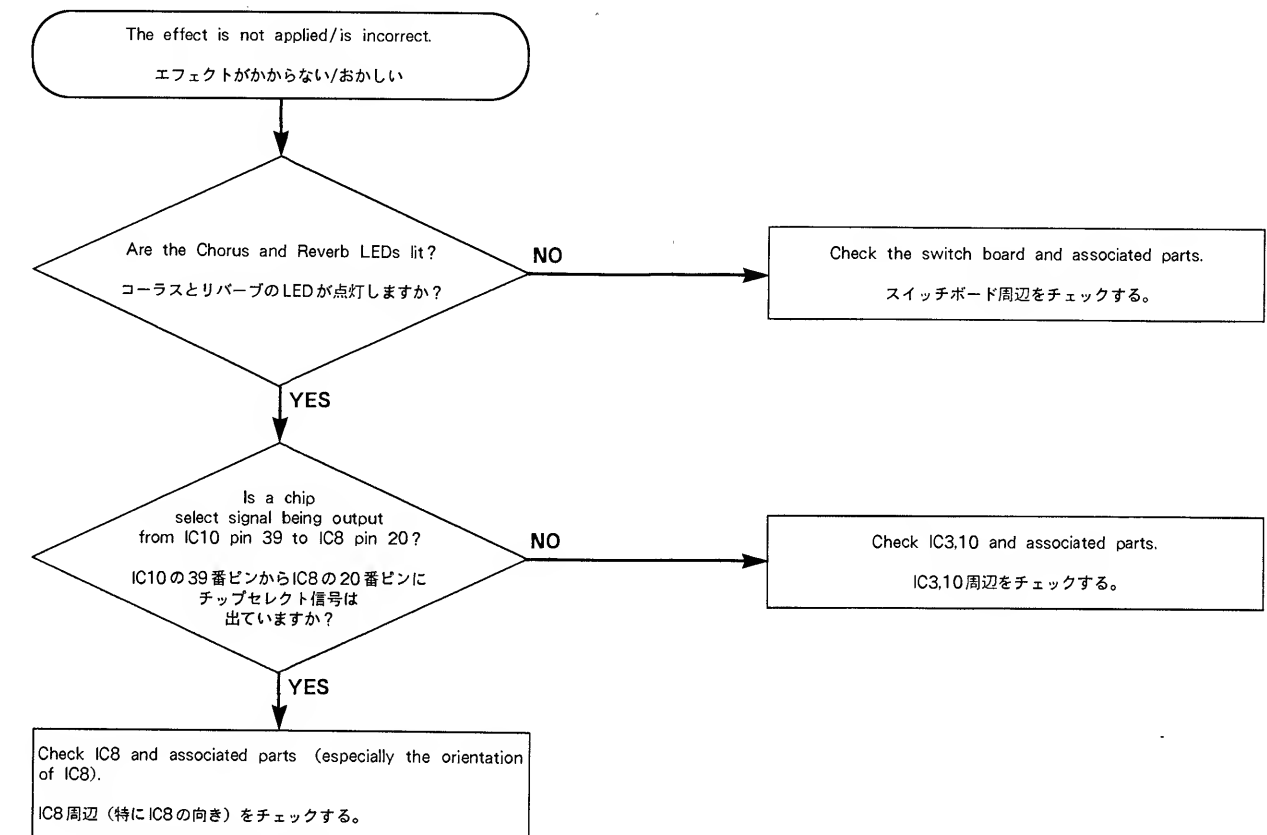 The effect is not applied/is incorrect.
エフェクトがかからない/おかしい
Are the Chorus and Reverb LEDs lit?
コーラスとリバーブのLEDが点灯しますか?
NO
Check the switch board and associated parts.
スイッチボード周辺をチェックする。
YES
Is a chip
select signal being output
from IC10 pin 39 to IC8 pin 20?
IC10の39番ピンからIC8の20番ピンに
チップセレクト信号は
出ていますか?
NO
Check IC3,10 and associated parts.
IC3,10周辺をチェックする。
YES
Check IC8 and associated parts (especially the orientation
of IC8).
IC8周辺(特にIC8の向き)をチェックする。